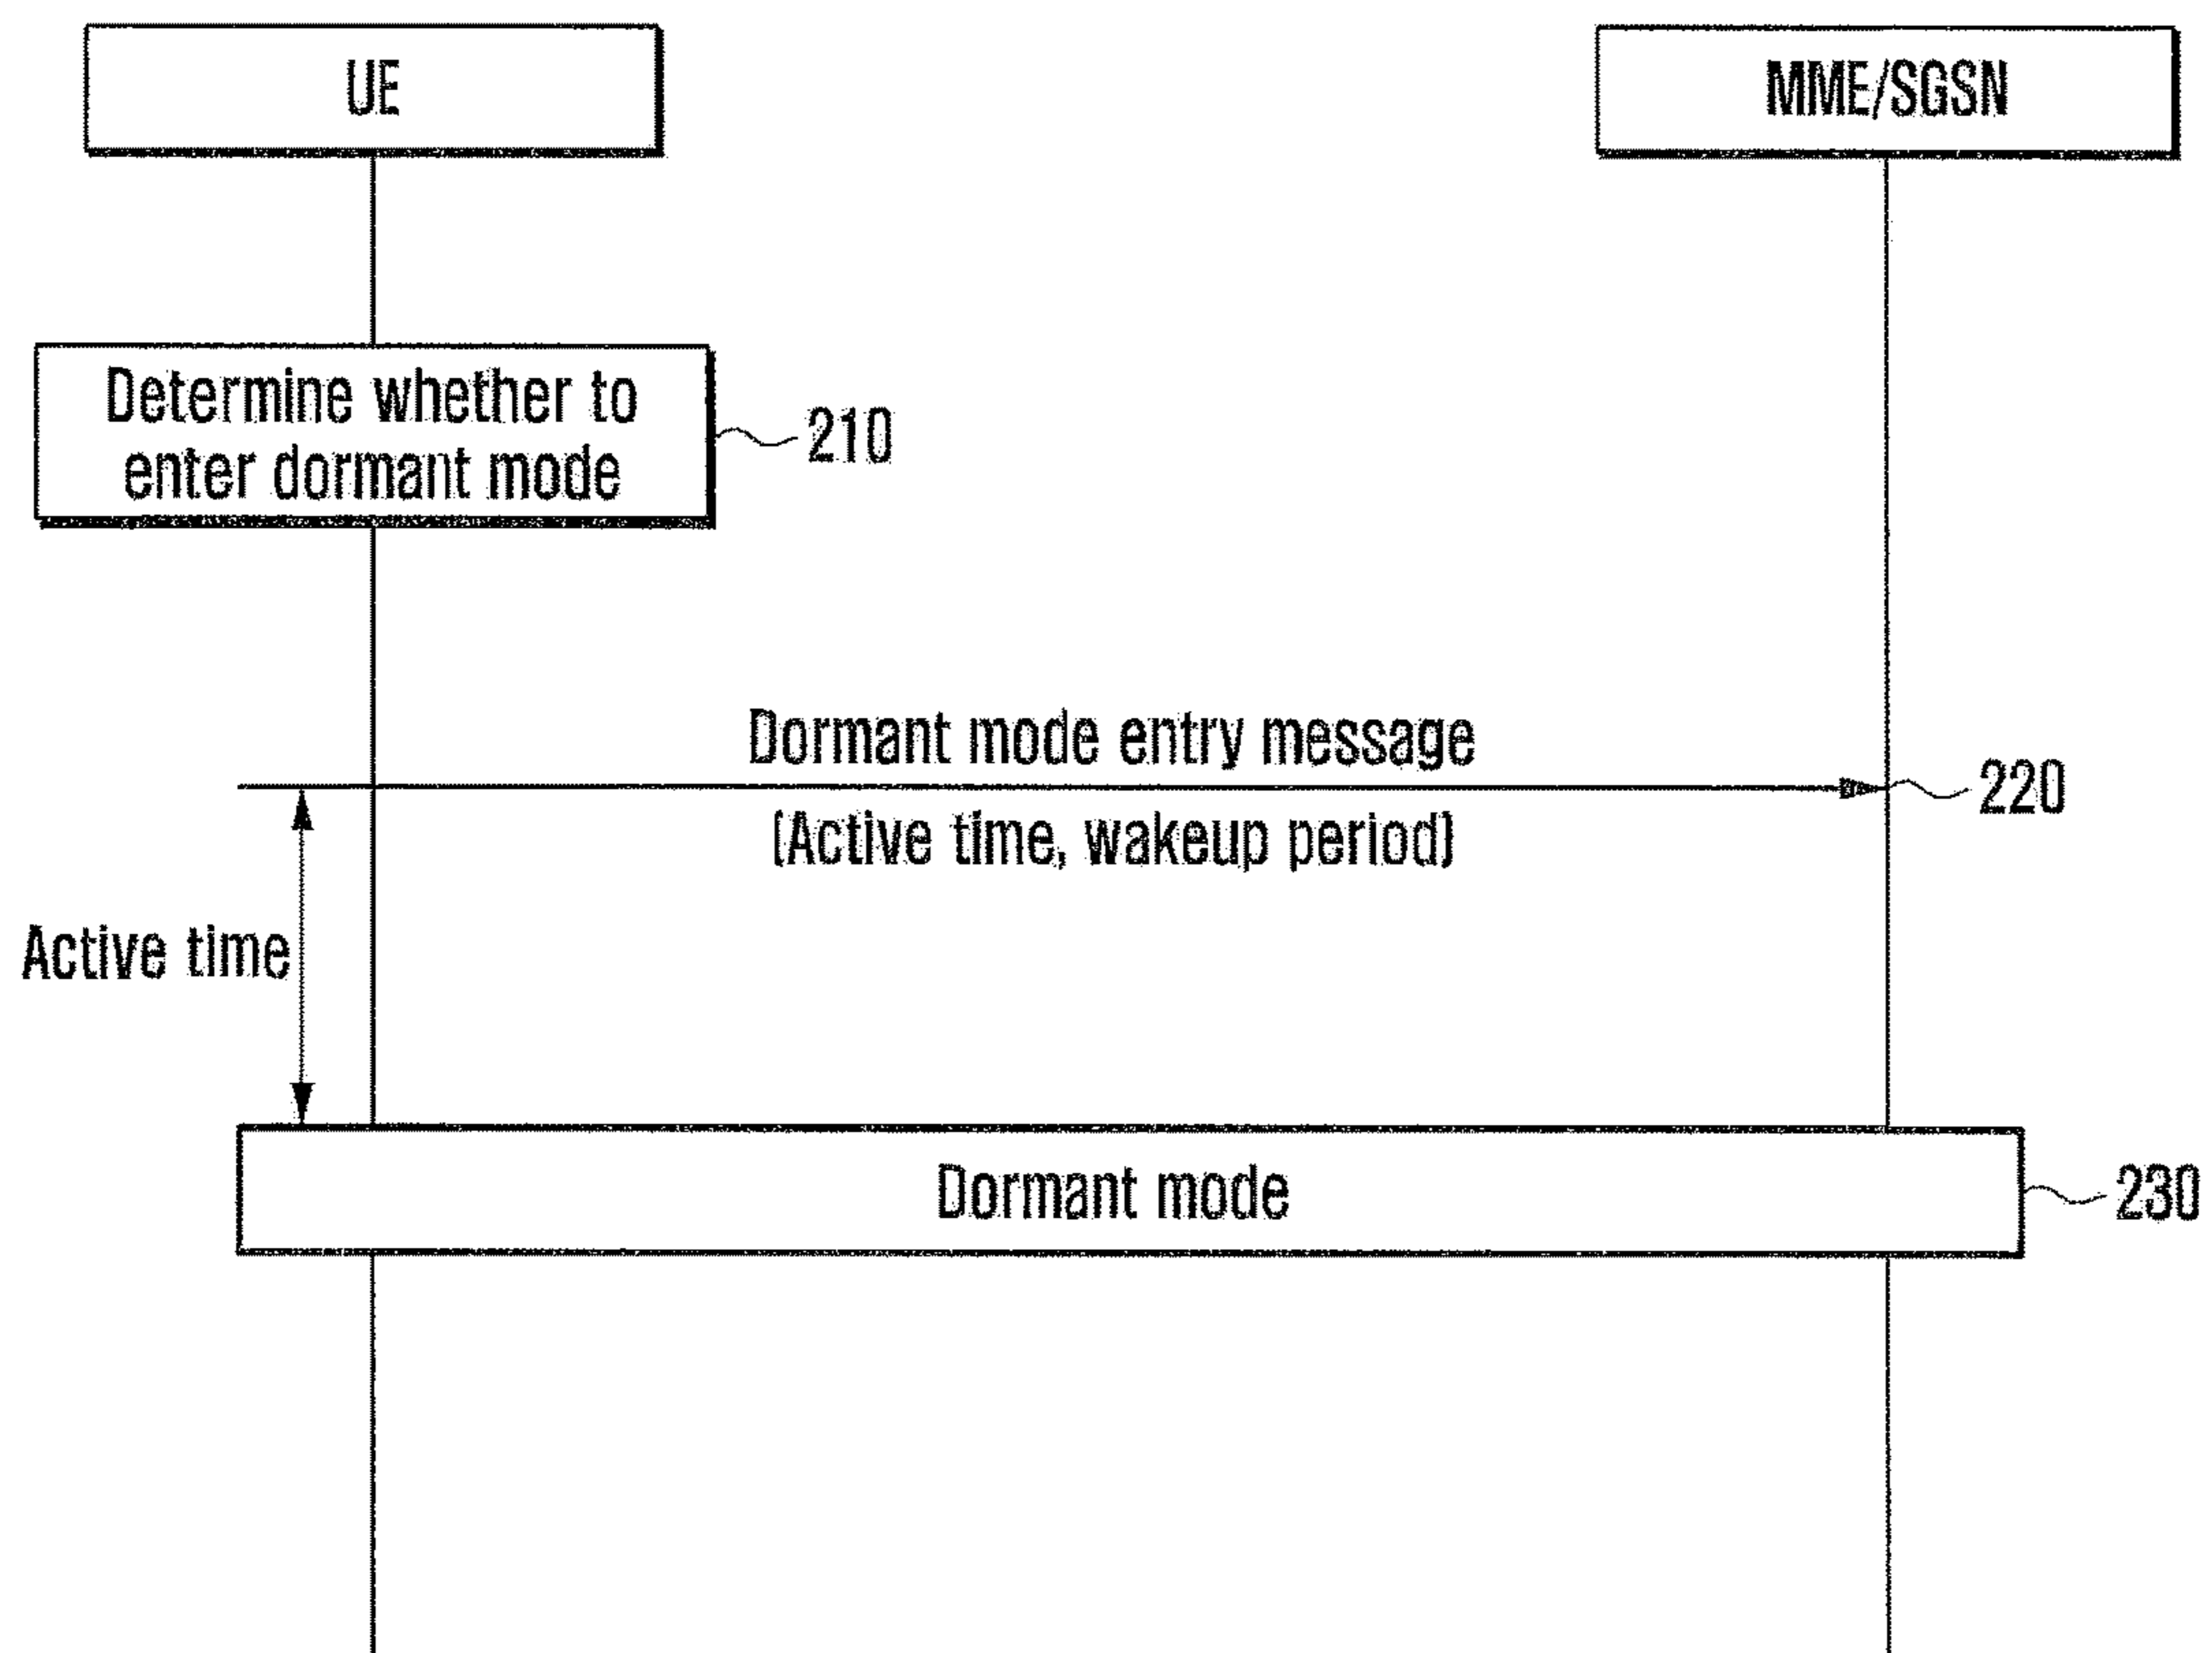 UE
MME/SGSN
Determine whether to
enter dormant mode
210
Dormant mode entry message
220
(Active time, wakeup period)
Active time
Dormant mode
230